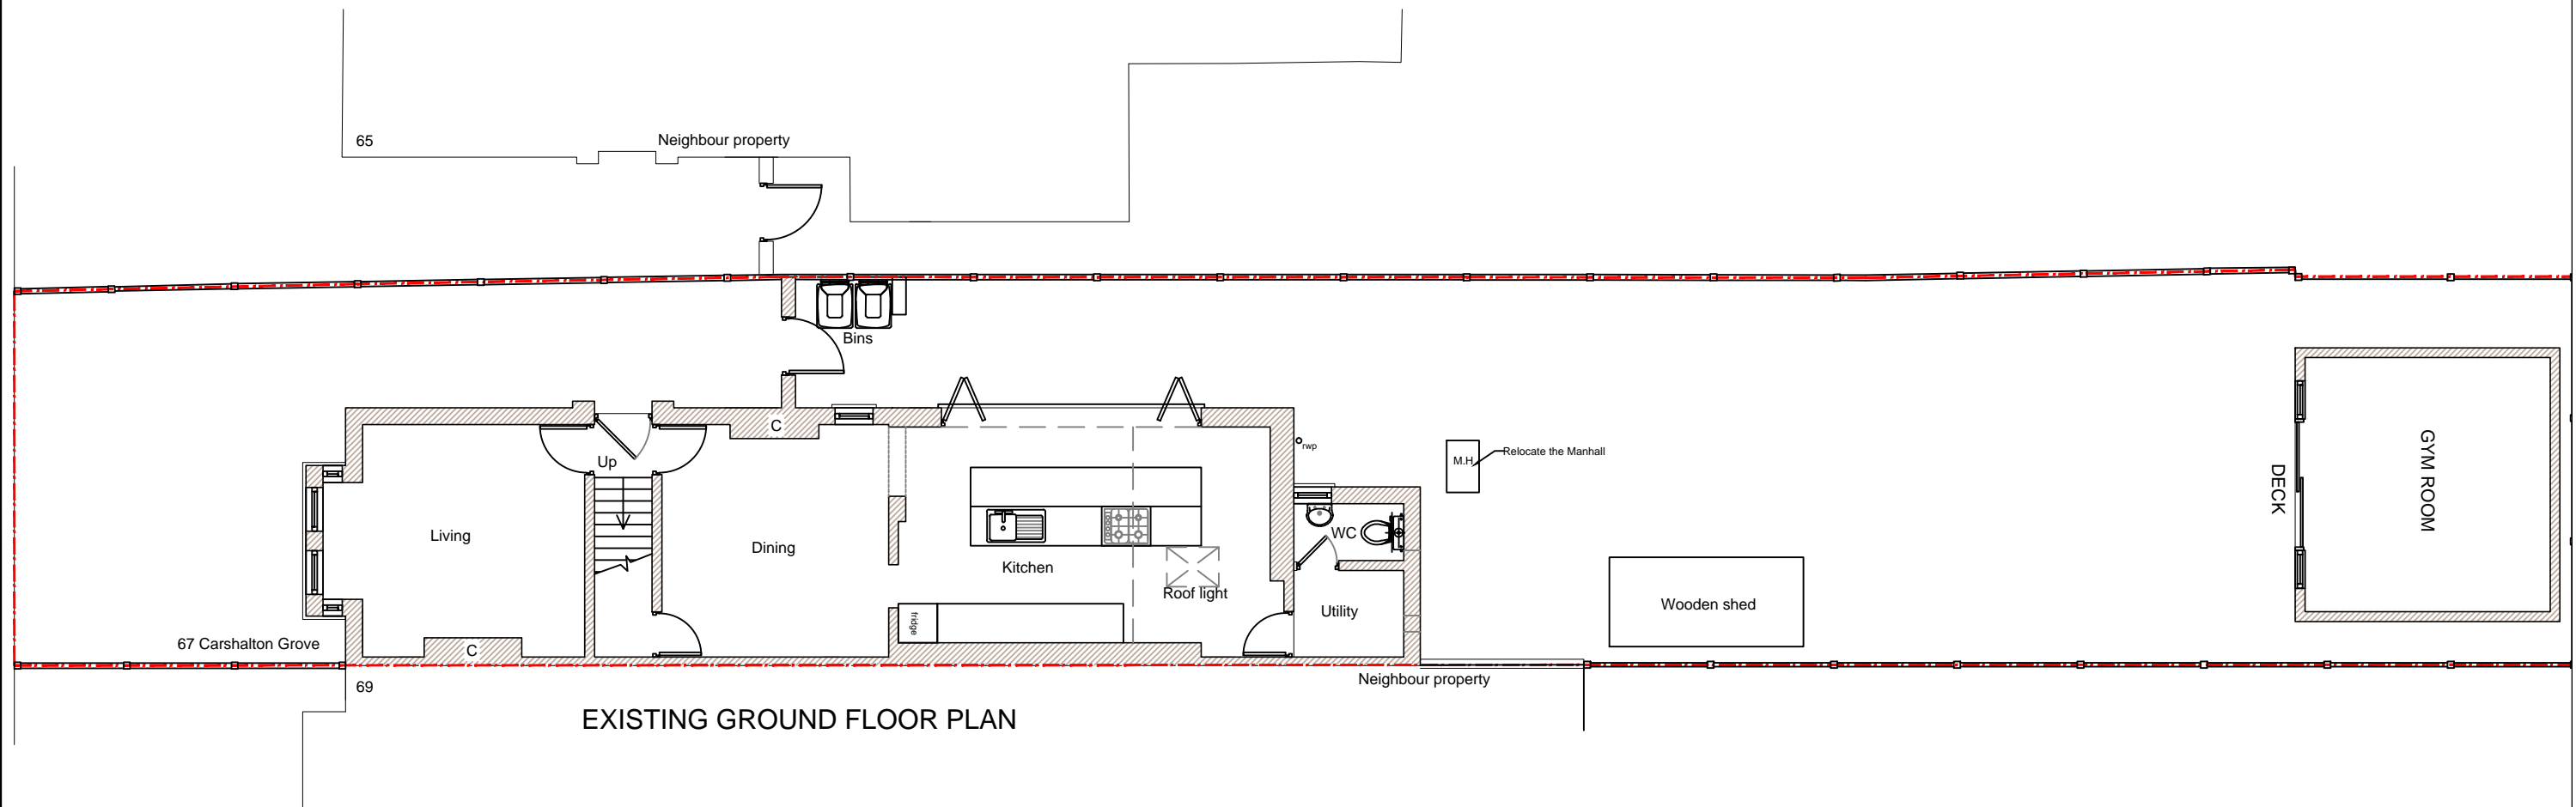 65
Neighbour property
Bins
C
Up
rwp
M.H
Relocate the Manhall
GYM ROOM
DECK
Living
Dining
WC
Kitchen
Roof light
fridge
Utility
Wooden shed
67 Carshalton Grove
C
69
Neighbour property
EXISTING GROUND FLOOR PLAN